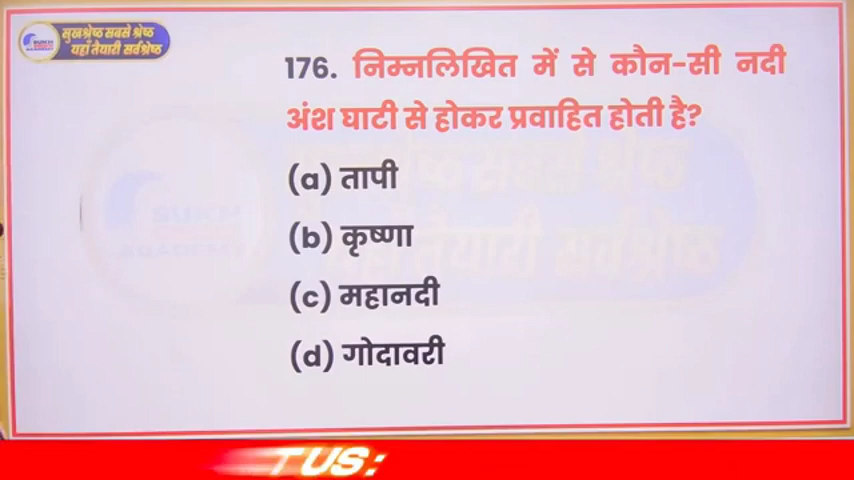 सुखश्रेष्ठ सबसे श्रेष्ठ
यहाँ तैयारी सर्वश्रेष्ठ
176. निम्नलिखित में से कौन-सी नदी
अंश घाटी से होकर प्रवाहित होती है?
(a) तापी
(b) कृष्णा
(c) महानदी
(d) गोदावरी
TUS: